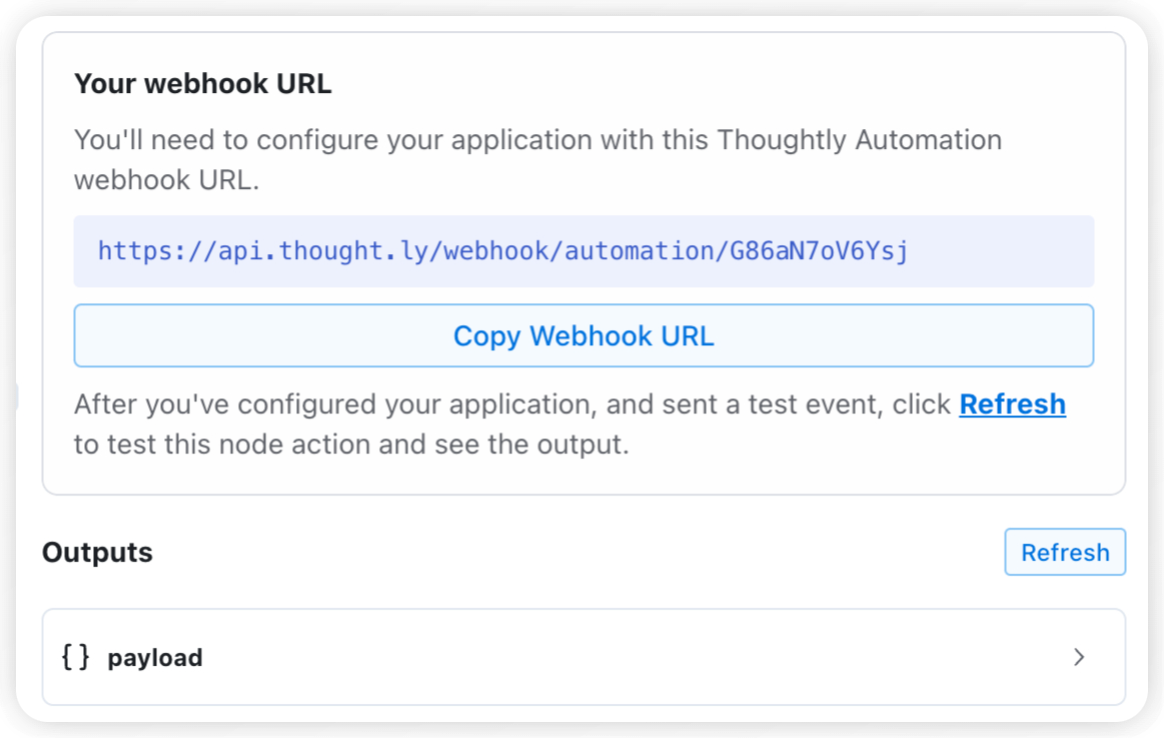 Your webhook URL
You'll need to configure your application with this Thoughtly Automation
webhook URL.
https://api.thought.ly/webhook/automation/G86aN7oV6Ysj
Copy Webhook URL
After you've configured your application, and sent a test event, click Refresh
to test this node action and see the output.
Outputs
Refresh
{} payload